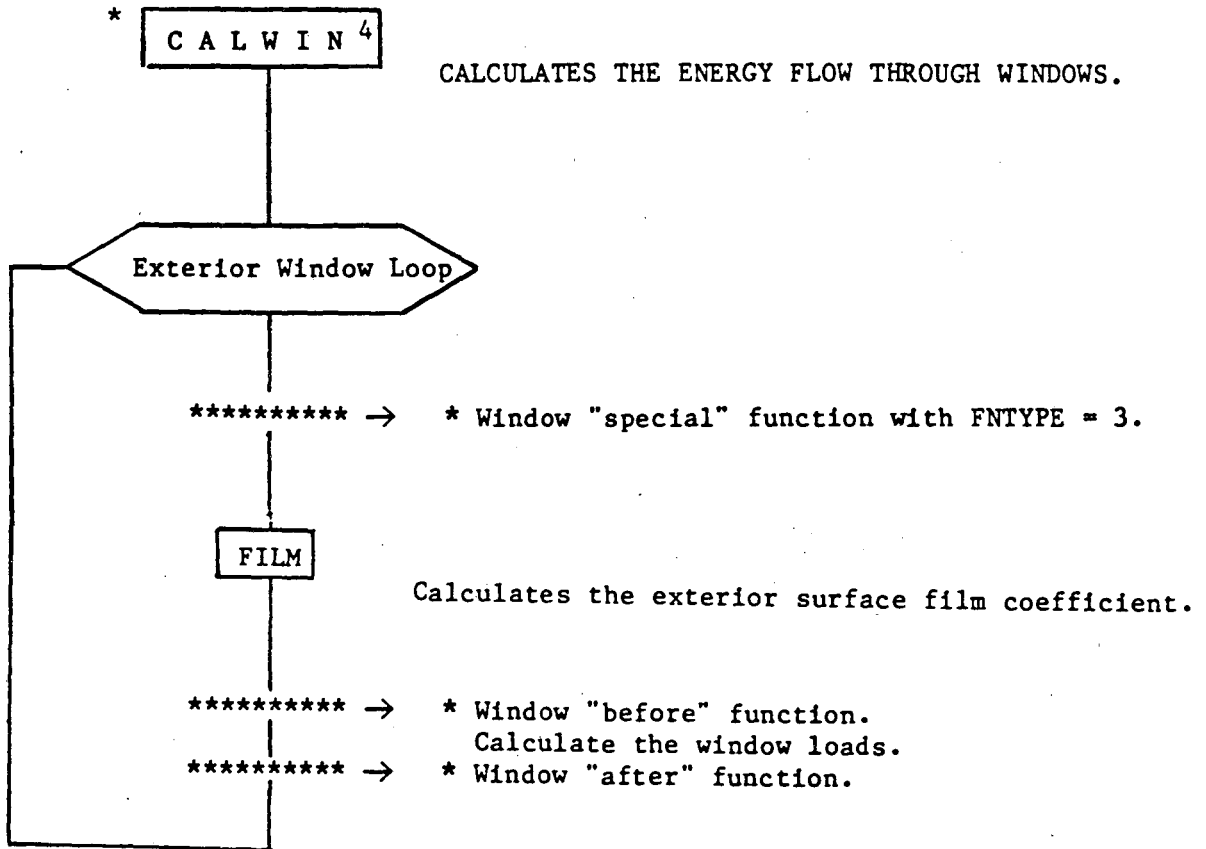 *
C A L W I N 4
CALCULATES THE ENERGY FLOW THROUGH WINDOWS.
Exterior Window Loop
********** → * Window "special" function with FNTYPE = 3.
FILM
Calculates the exterior surface film coefficient.
********** → * Window "before" function.
Calculate the window loads.
********** → * Window "after" function.